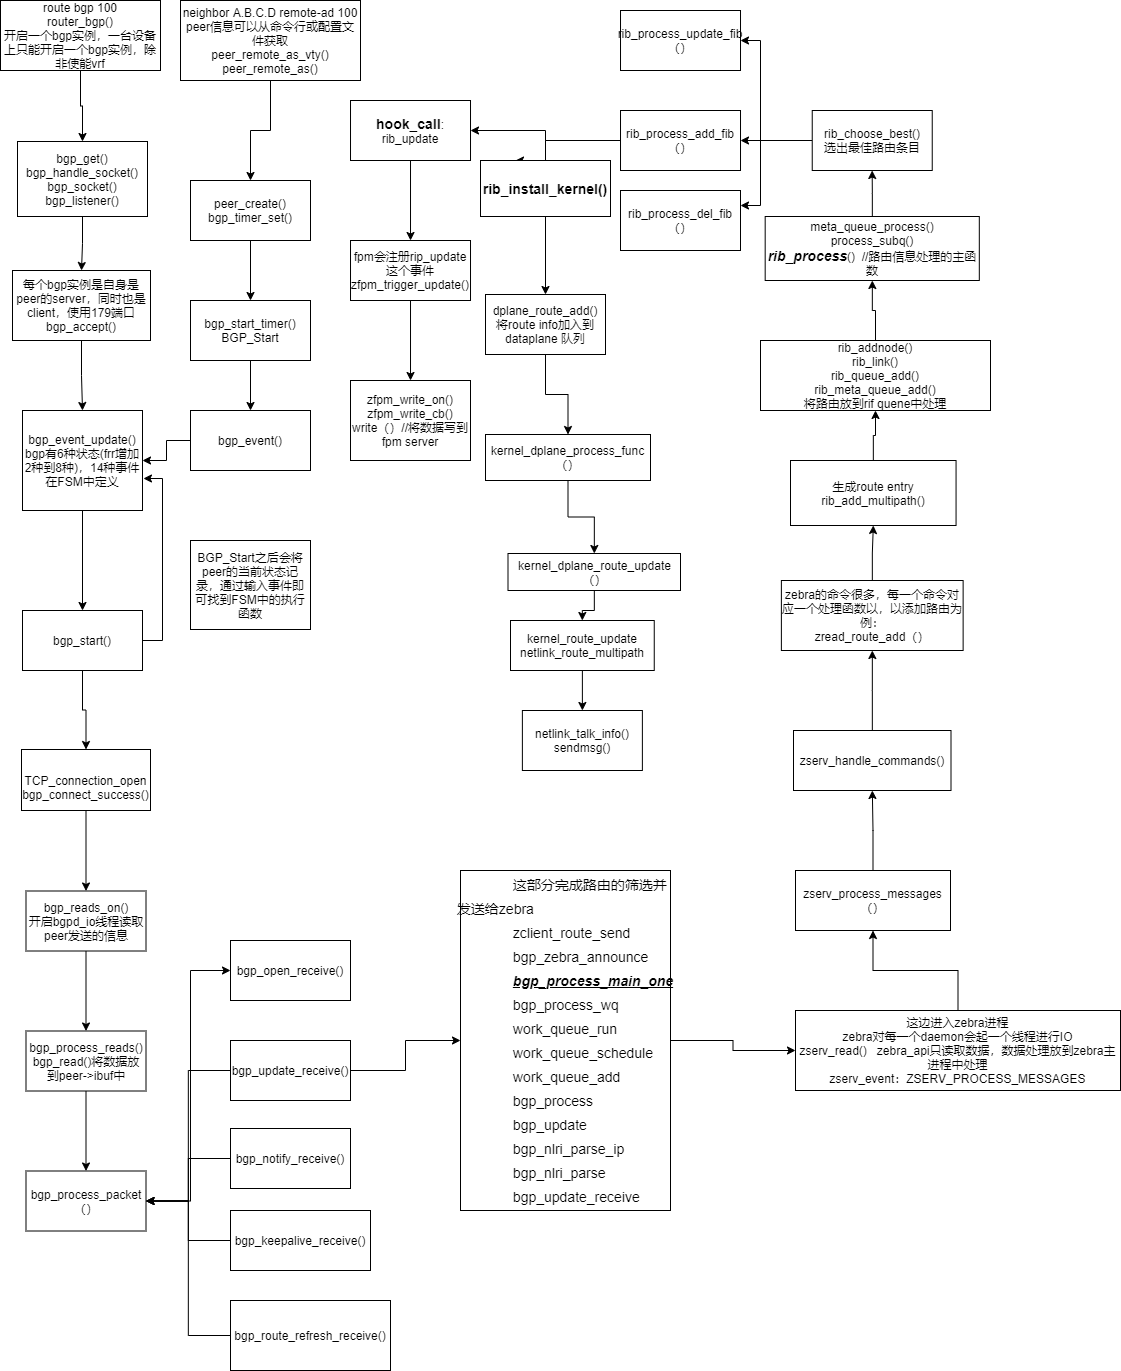 route bgp 100
router_bgp()
开启一个bgp实例，一台设备
上只能开启一个bgp实例，除
非使能vrf
neighbor A.B.C.D remote-ad 100
peer信息可以从命令行或配置文
件获取
peer_remote_as_vty()
peer_remote_as()
rib_process_update_fib
（）
hook_call:
rib_update
rib_process_add_fib
（）
rib_choose_best()
选出最佳路由条目
bgp_get()
bgp_handle_socket()
bgp_socket()
bgp_listener()
peer_create()
bgp_timer_set()
rib_install_kernel()
rib_process_del_fib
（）
meta_queue_process()
process_subq()
rib_process() //路由信息处理的主函
数
fpm会注册rip_update
这个事件
zfpm_trigger_update()
每个bgp实例是自身是
peer的server，同时也是
client，使用179端口
bgp_accept()
bgp_start_timer()
BGP_Start
dplane_route_add()
将route info加入到
dataplane 队列
rib_addnode()
rib_link()
rib_queue_add()
rib_meta_queue_add()
将路由放到rif quene中处理
zfpm_write_on()
zfpm_write_cb()
write（）//将数据写到
fpm server
bgp_event_update()
bgp有6种状态(frr增加
2种到8种)，14种事件
在FSM中定义
bgp_event()
kernel_dplane_process_func
（）
生成route entry
rib_add_multipath()
BGP_Start之后会将
peer的当前状态记
录，通过输入事件即
可找到FSM中的执行
函数
kernel_dplane_route_update
（）
zebra的命令很多，每一个命令对
应一个处理函数以，以添加路由为
例：
zread_route_add（）
bgp_start()
kernel_route_update
netlink_route_multipath
netlink_talk_info()
sendmsg()
zserv_handle_commands()
TCP_connection_open
bgp_connect_success()
bgp_reads_on()
开启bgpd_io线程读取
peer发送的信息
zserv_process_messages
（）
这部分完成路由的筛选并
发送给zebra
zclient_route_send
bgp_zebra_announce
bgp_process_main_one
bgp_process_wq
work_queue_run
work_queue_schedule
work_queue_add
bgp_process
bgp_update
bgp_nlri_parse_ip
bgp_nlri_parse
bgp_update_receive
bgp_open_receive()
bgp_process_reads()
bgp_read()将数据放
到peer->ibuf中
bgp_update_receive()
这边进入zebra进程
zebra对每一个daemon会起一个线程进行IO
zserv_read() zebra_api只读取数据，数据处理放到zebra主
进程中处理
zserv_event：ZSERV_PROCESS_MESSAGES
bgp_notify_receive()
bgp_process_packet
（）
bgp_keepalive_receive()
bgp_route_refresh_receive()